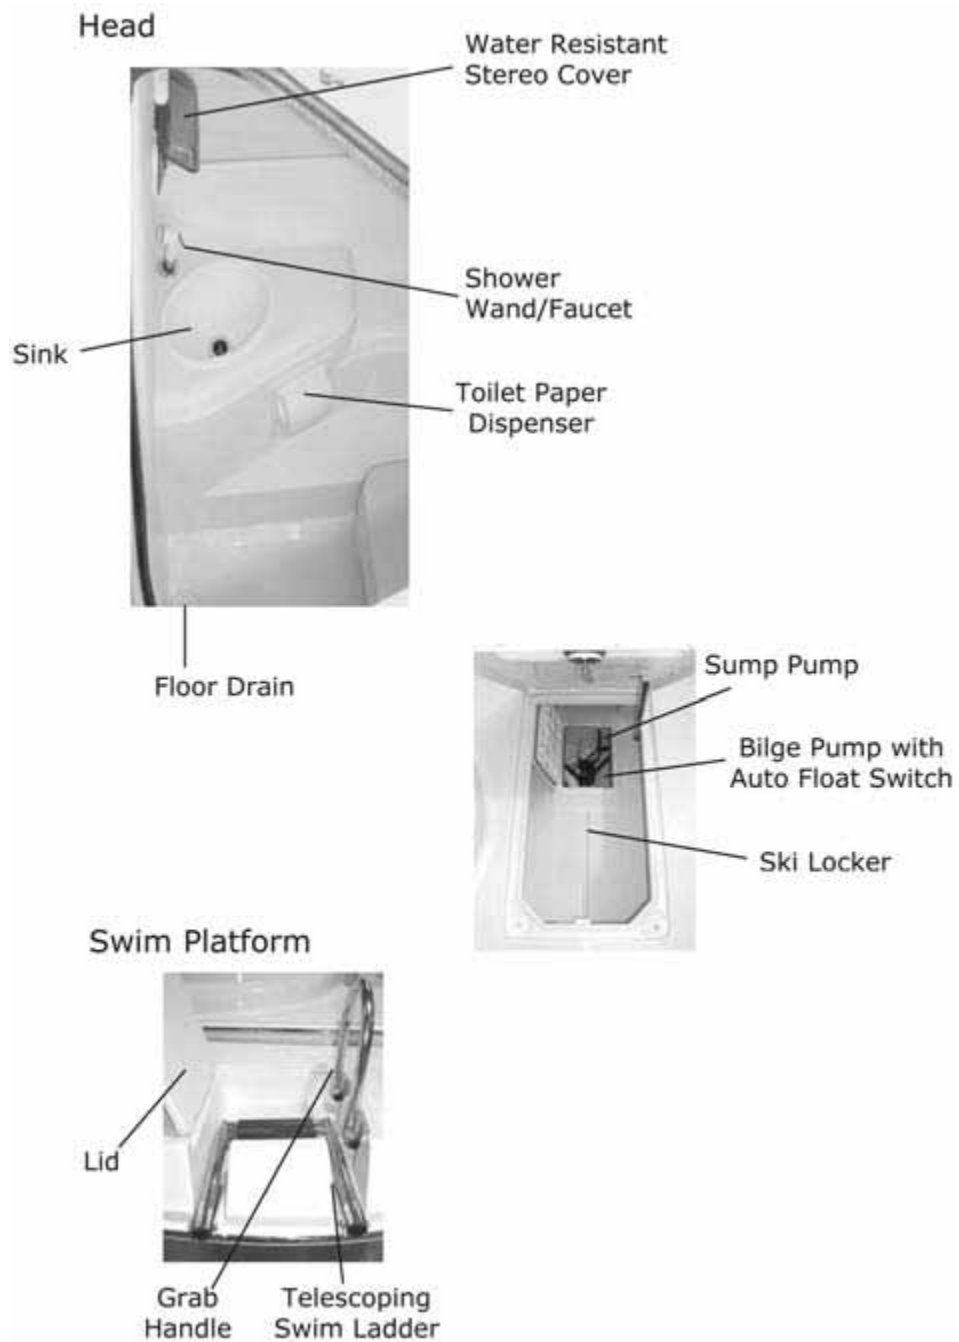 Head
Water Resistant
Stereo Cover
Shower
Wand/Faucet
Sink
Toilet Paper
Dispenser
Floor Drain
Sump Pump
Bilge Pump with
Auto Float Switch
Ski Locker
Swim Platform
Lid
Grab
Handle
Telescoping
Swim Ladder